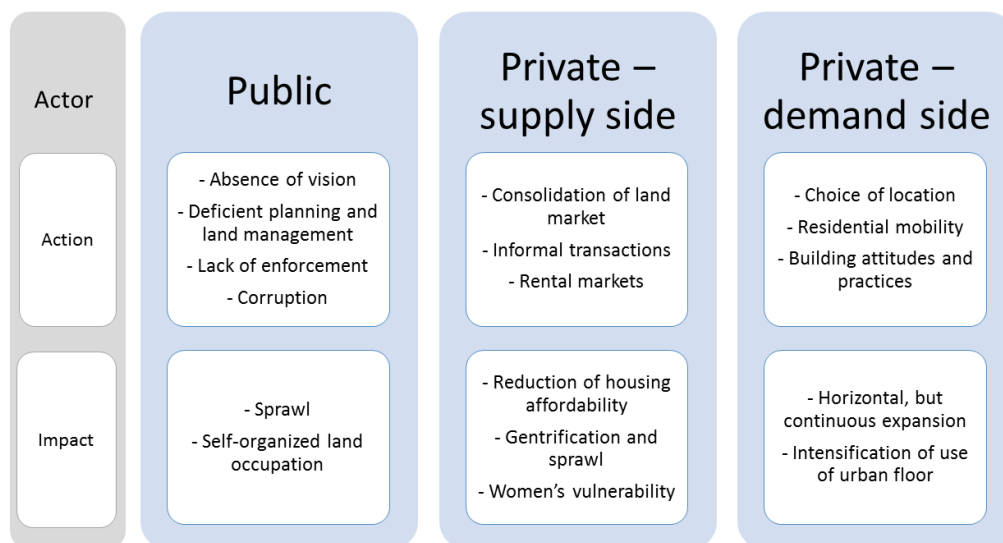 Actor
Public
Private –
supply side
Private –
demand side
Action
- Absence of vision
- Deficient planning and
land management
- Lack of enforcement
- Corruption
- Consolidation of land
market
- Informal transactions
- Rental markets
- Choice of location
- Residential mobility
- Building attitudes and
practices
Impact
- Sprawl
- Self-organized land
occupation
- Reduction of housing
affordability
- Gentrification and
sprawl
- Women’s vulnerability
- Horizontal, but
continuous expansion
- Intensification of use
of urban floor